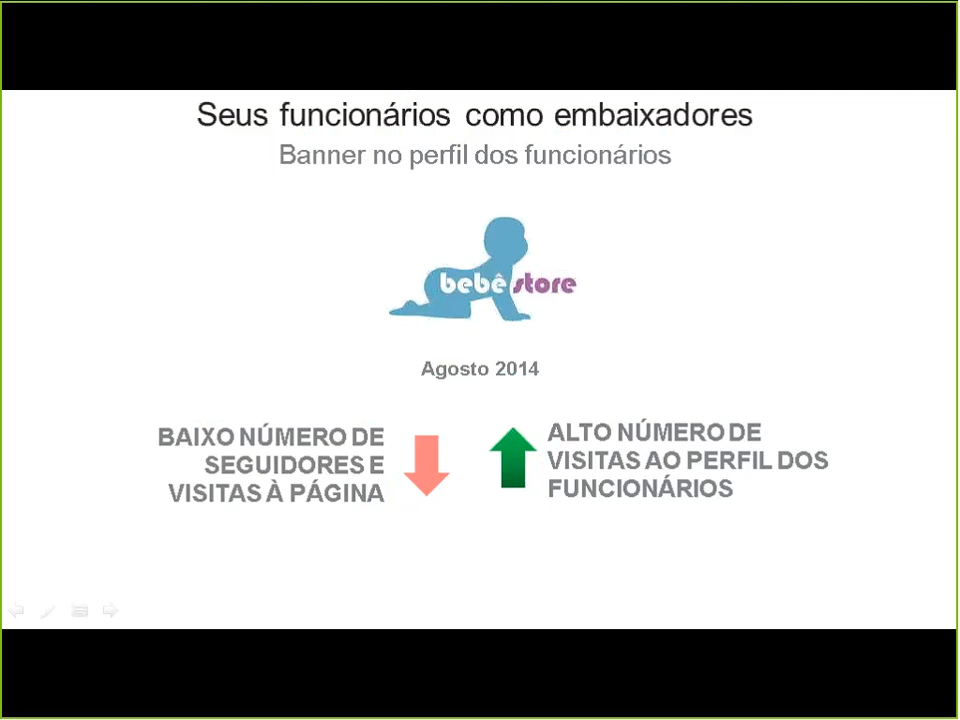 Seus funcionários como embaixadores
Banner no perfil dos funcionários
bebê store
Agosto 2014
BAIXO NÚMERO DE
SEGUIDORES E
VISITAS À PÁGINA
ALTO NÚMERO DE
VISITAS AO PERFIL DOS
FUNCIONÁRIOS